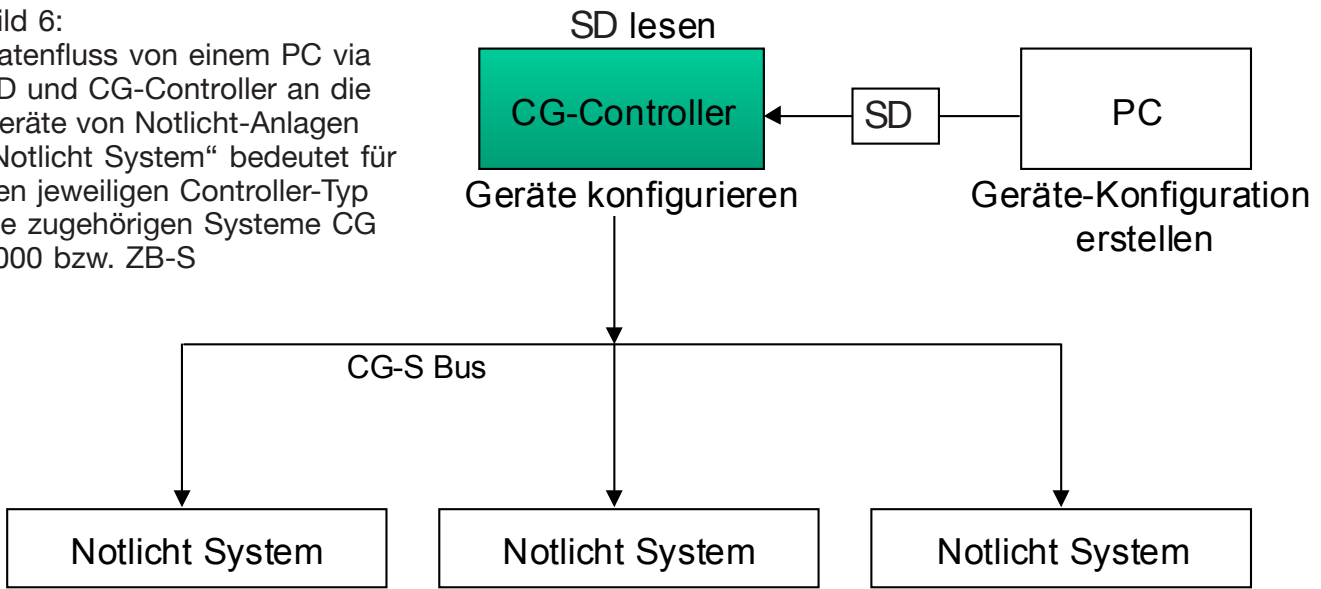 ild 6:
atenfluss von einem PC via
D und CG-Controller an die
eräte von Notlicht-Anlagen
Notlicht System“ bedeutet für
en jeweiligen Controller-Typ
e zugehörigen Systeme CG
000 bzw. ZB-S
SD lesen
CG-Controller
SD
PC
Geräte konfigurieren
Geräte-Konfiguration
erstellen
CG-S Bus
Notlicht System
Notlicht System
Notlicht System